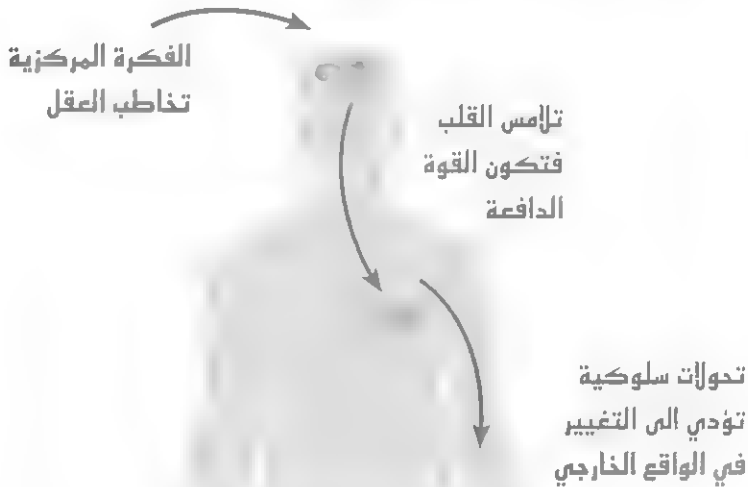 الفكرة المركزية
تخاطب العقل
تلامس القلب
فتكون القوة
الدافعة
تحولات سلوكية
تؤدي الى التغيير
في الواقع الخارجي